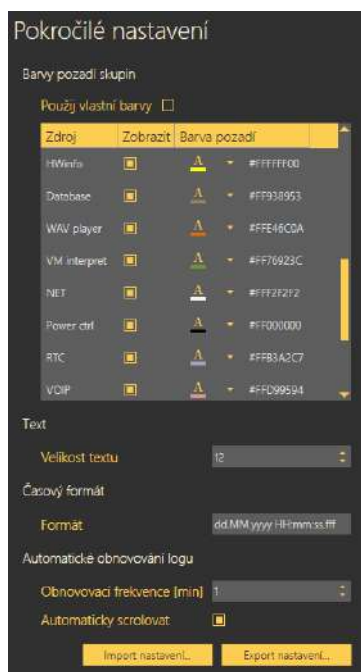 Pokročilé nastavení
Barvy pozadí skupin
Použij vlastní barvy
Zdroj Zobrazit Barva pozadí
HWinfo A #FFFFFF00
Database A #FF938953
WAV player A #FFE46C0A
VM interpret A #FF76923C
NET A #FFF2F2F2
Power ctrl A #FF000000
RTC A #FFB3A2C7
VOIP A #FFD99594
Text
Velikost textu 12
Časový formát
Formát dd.MM.yyyy HH:mm:ss.fff
Automatické obnovování logu
Obnovovací frekvence [min] 1
Automaticky scrolovat
Import nastavení... Export nastavení...